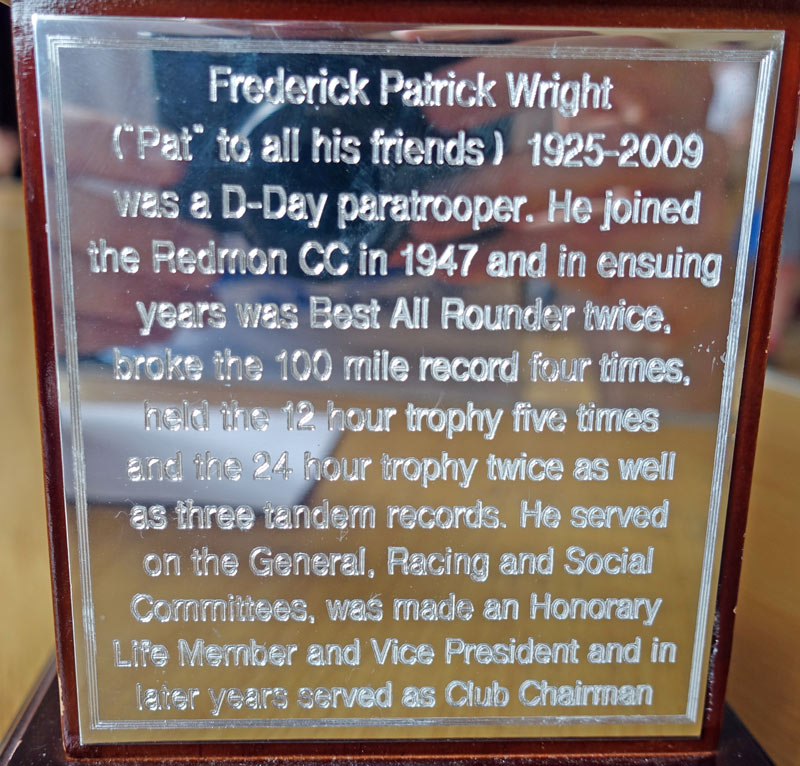 Frederick Patrick Wright
("Pat" to all his friends) 1925-2009
was a D-Day paratrooper. He joined
the Redmon CC in 1947 and in ensuing
years was Best All Rounder twice,
broke the 100 mile record four times,
held the 12 hour trophy five times
and the 24 hour trophy twice as well
as three tandem records. He served
on the General, Racing and Social
Committees, was made an Honorary
Life Member and Vice President and in
later years served as Club Chairman